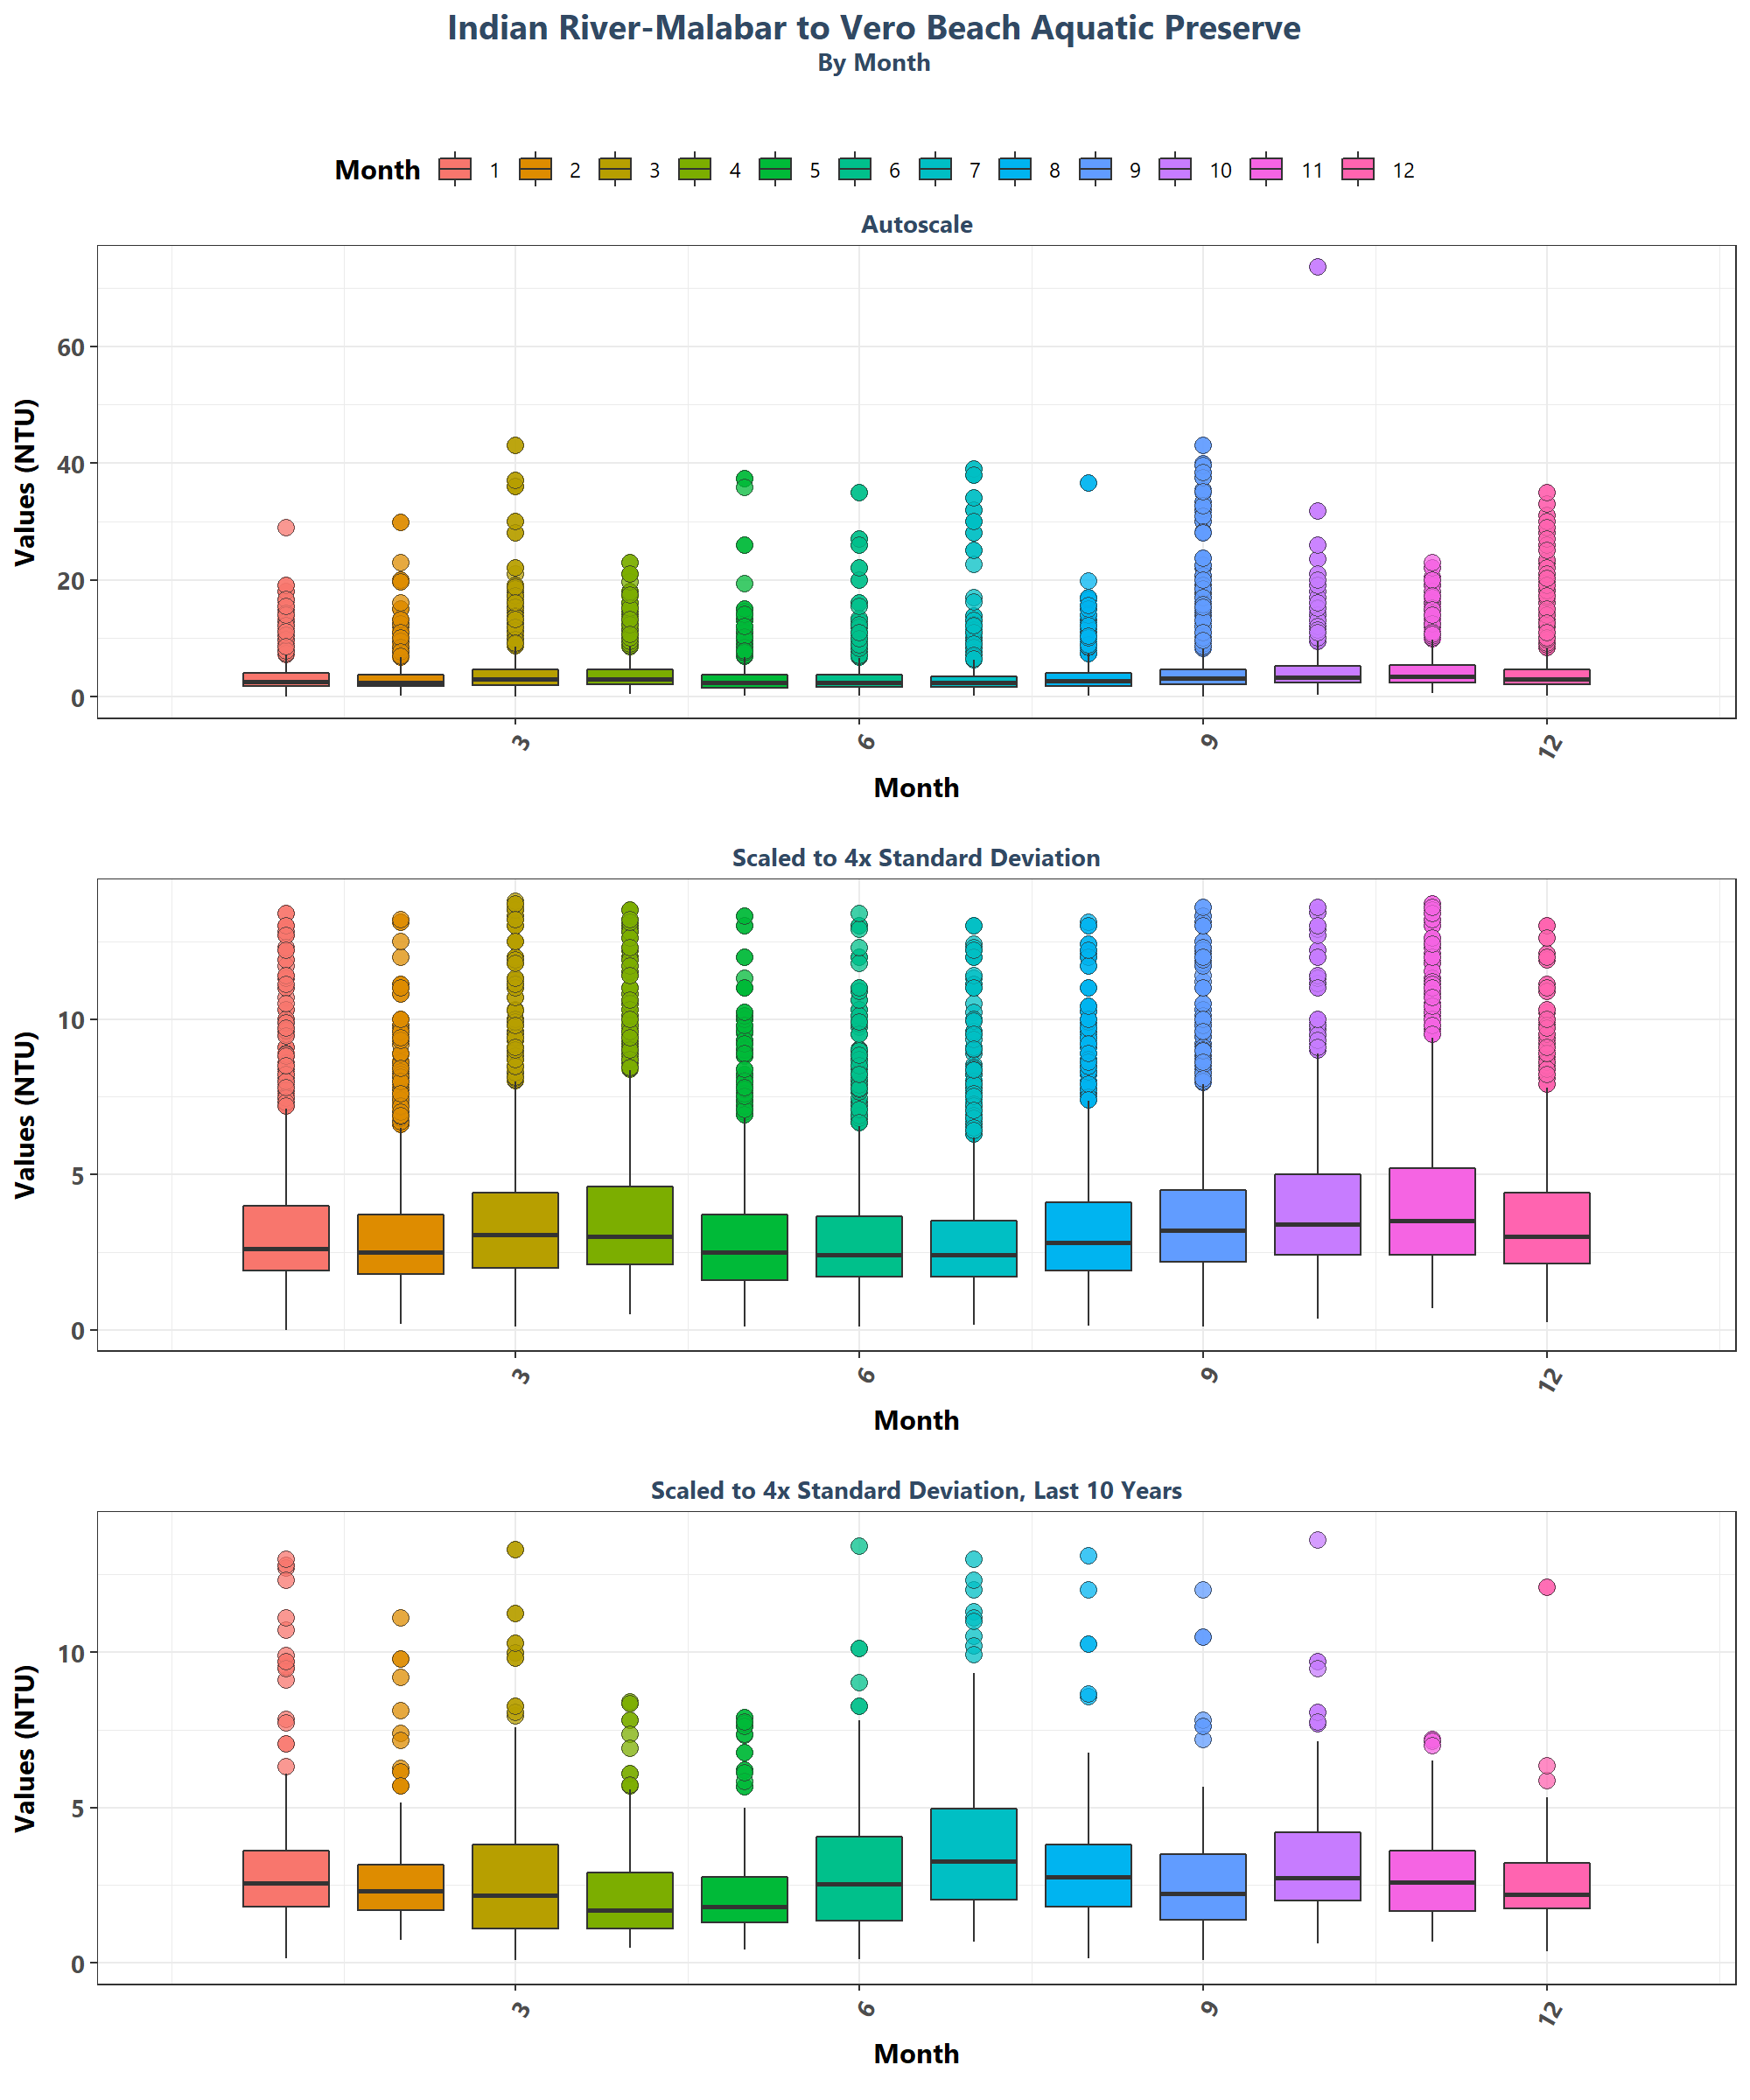 Indian River-Malabar to Vero Beach Aquatic Preserve
By Month
Month 1 2 3 4 5 6 7 8 9 10 11 12
Autoscale
Values (NTU)
60
40
20
0
3 6 9 12
Month
Scaled to 4x Standard Deviation
Values (NTU)
10
5
0
3 6 9 12
Month
Scaled to 4x Standard Deviation, Last 10 Years
Values (NTU)
10
5
0
3 6 9 12
Month